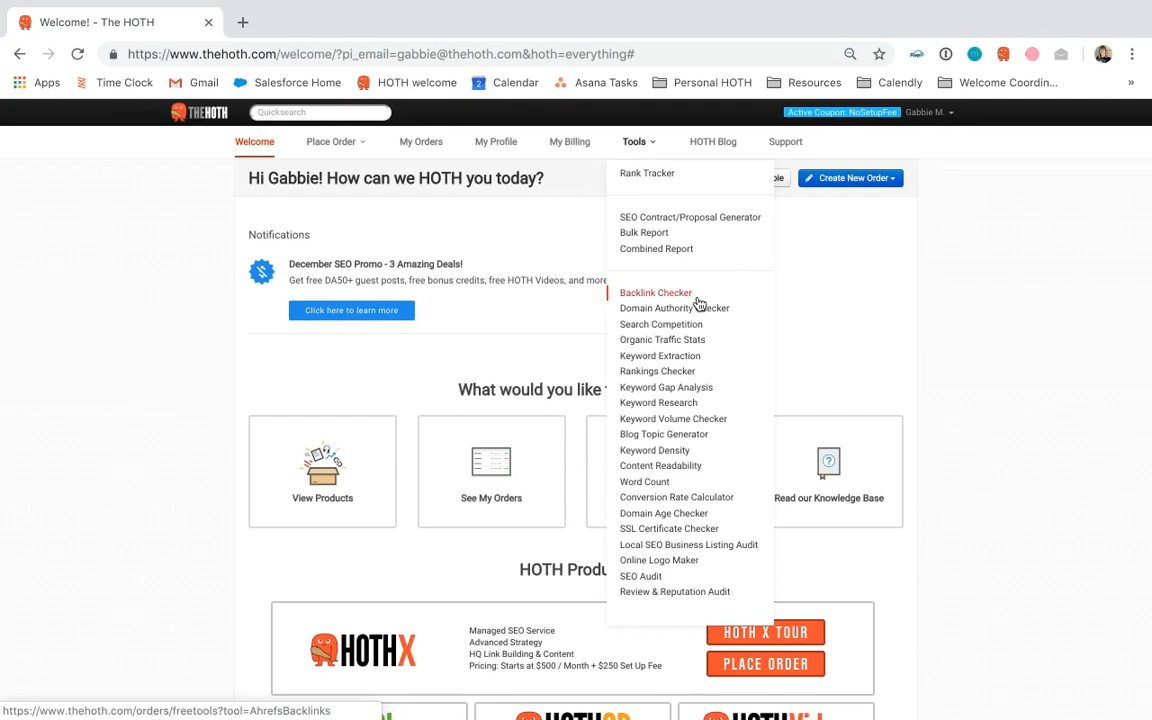 Welcome! - The HOTH
https://www.thehoth.com/welcome/?pi_email=gabbie@thehoth.com&hoth=everything#
Apps Time Clock Gmail Salesforce Home HOTH welcome 2 Calendar Asana Tasks Personal HOTH Resources Calendly Welcome Coordin... »
THEHOTH Quicksearch Active Coupon: NoSetupFee Gabbie M.
Welcome Place Order My Orders My Profile My Billing Tools HOTH Blog Support
Hi Gabbie! How can we HOTH you today?
Create New Order
Rank Tracker
SEO Contract/Proposal Generator
Bulk Report
Combined Report
Backlink Checker
Domain Authority Checker
Search Competition
Organic Traffic Stats
Keyword Extraction
Rankings Checker
Keyword Gap Analysis
Keyword Research
Keyword Volume Checker
Blog Topic Generator
Keyword Density
Content Readability
Word Count
Conversion Rate Calculator
Domain Age Checker
SSL Certificate Checker
Local SEO Business Listing Audit
Online Logo Maker
SEO Audit
Review & Reputation Audit
Notifications
December SEO Promo - 3 Amazing Deals!
Get free DA50+ guest posts, free bonus credits, free HOTH Videos, and more
Click here to learn more
What would you like
View Products
See My Orders
Read our Knowledge Base
HOTH
HOTHX
Managed SEO Service
Advanced Strategy
HQ Link Building & Content
Pricing: Starts at $500 / Month + $250 Set Up Fee
HOTH X TOUR
PLACE ORDER
https://www.thehoth.com/orders/freetools?tool=AhrefsBacklinks